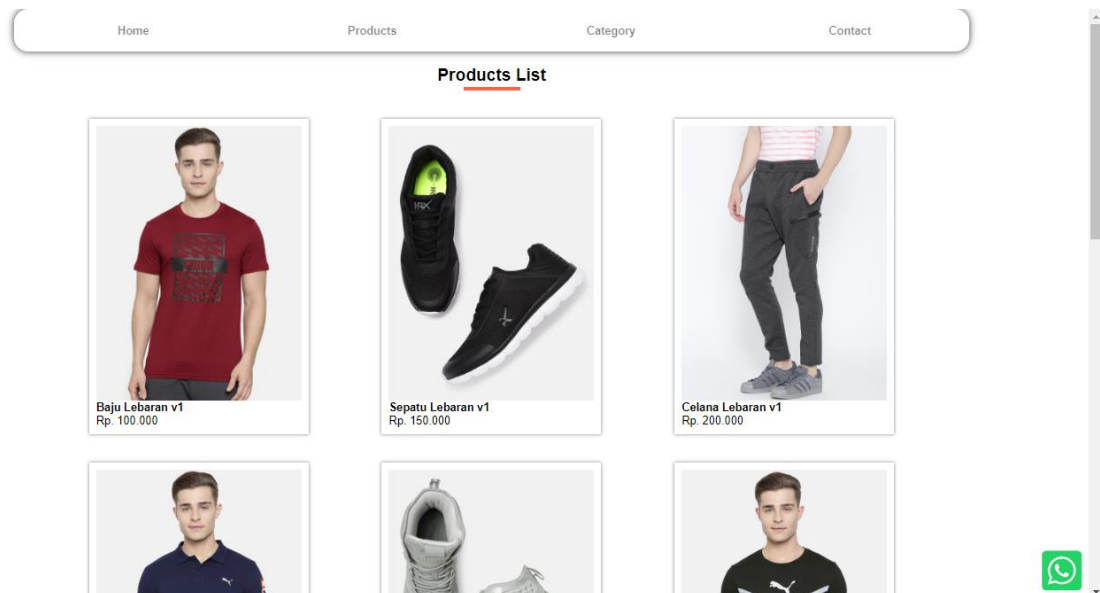 Home Products Category Contact
Products List
HRX
Baju Lebaran v1
Rp. 100.000
Sepatu Lebaran v1
Rp. 150.000
Celana Lebaran v1
Rp. 200.000